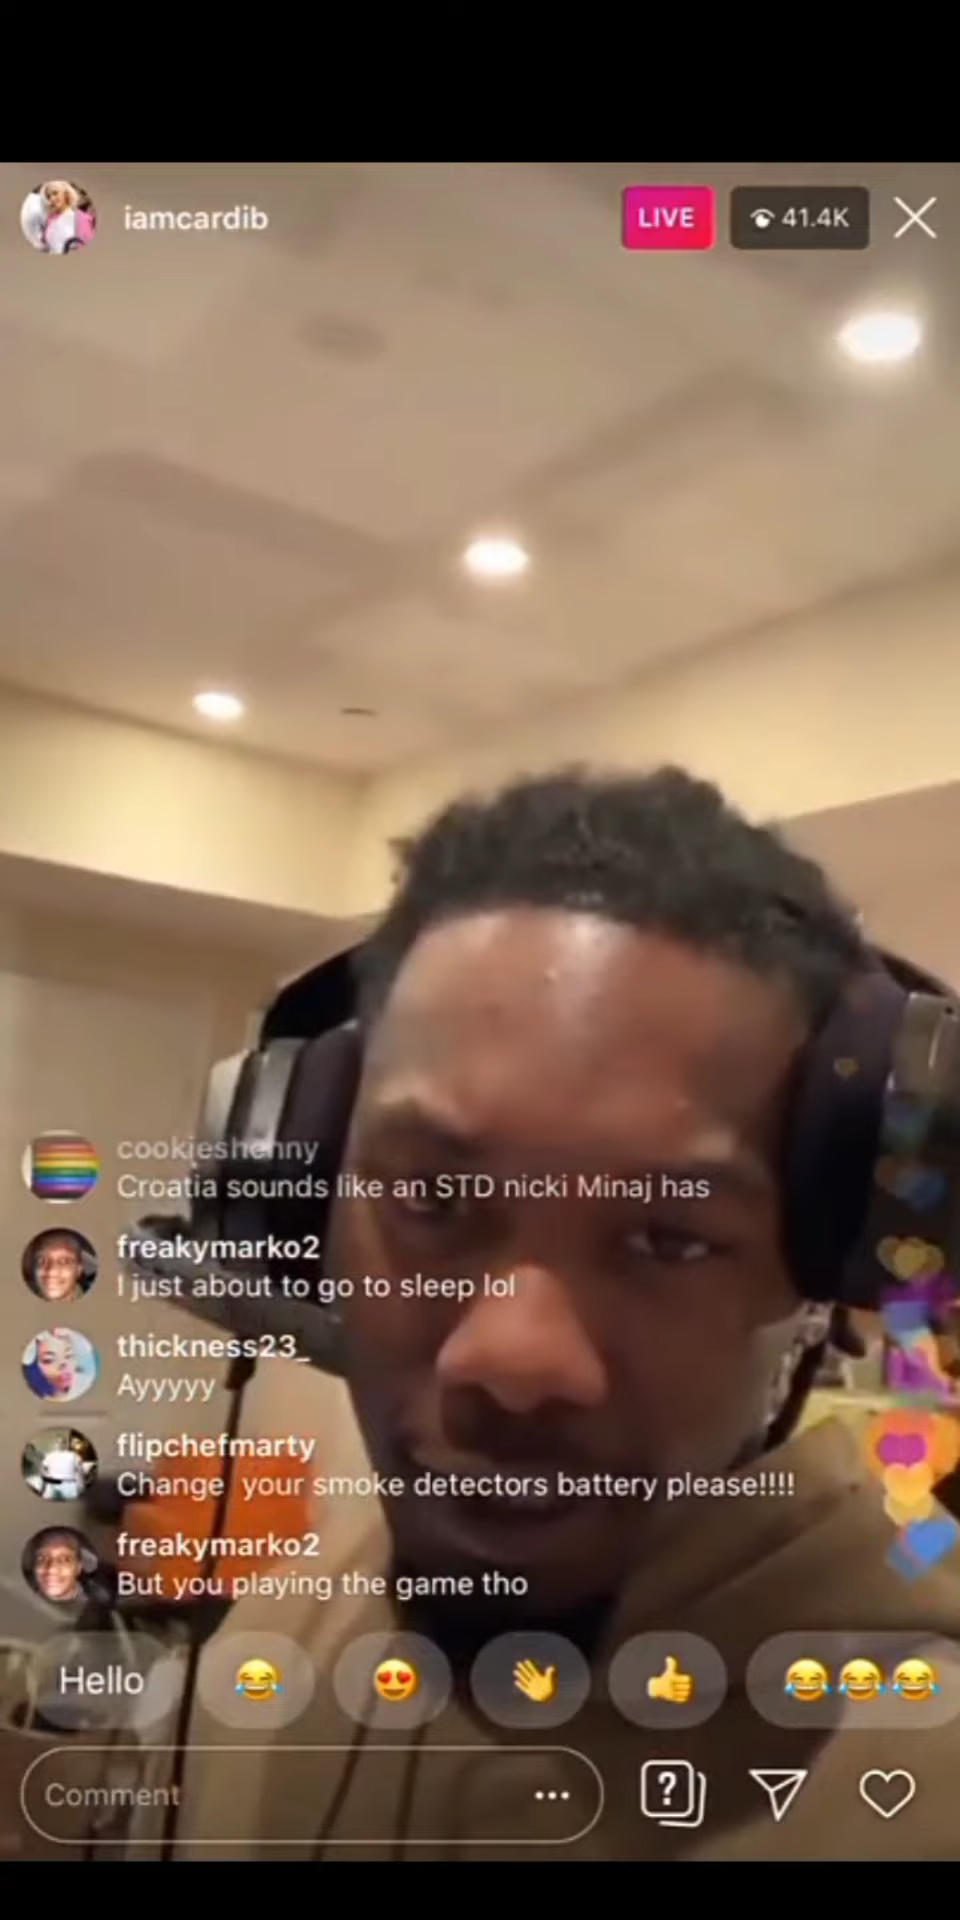 iamcardib
LIVE
41.4K
cookieshenny
Croatia sounds like an STD nicki Minaj has
freakymarko2
I just about to go to sleep lol
thickness23_
Ayyyyy
flipchefmarty
Change  your smoke detectors battery please!!!!
freakymarko2
But you playing the game tho
Hello 😂 😍 👋 👍 😂😂😂
Comment